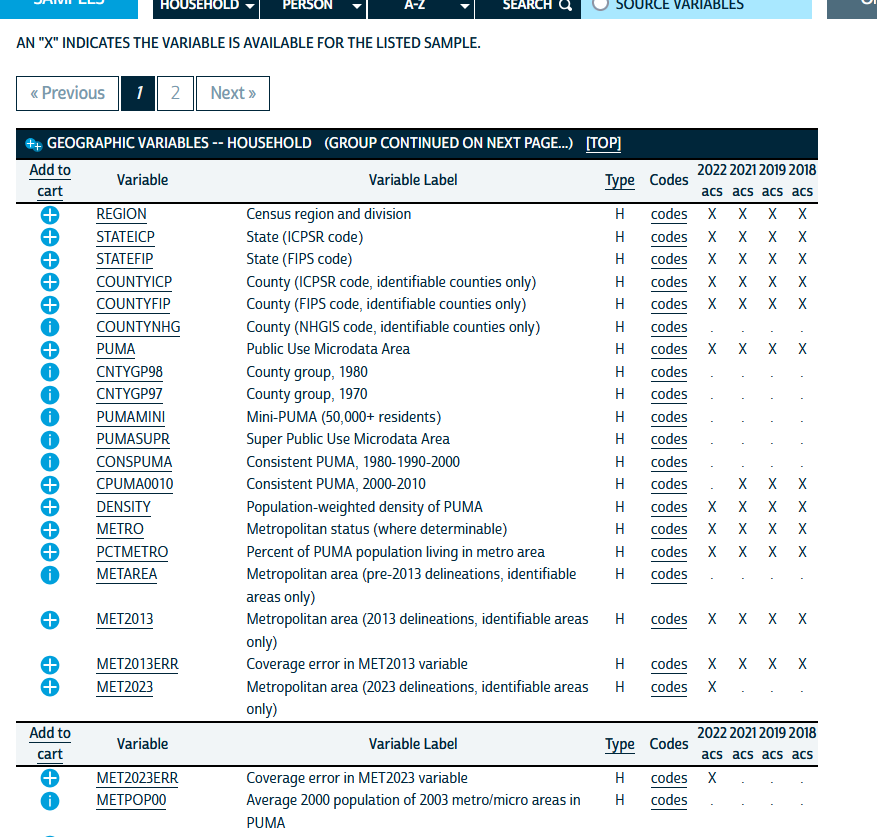 SAMPLES HOUSEHOLD PERSON A-Z SEARCH SOURCE VARIABLES
AN "X" INDICATES THE VARIABLE IS AVAILABLE FOR THE LISTED SAMPLE.
« Previous 1 2 Next »
GEOGRAPHIC VARIABLES -- HOUSEHOLD (GROUP CONTINUED ON NEXT PAGE...) [TOP]
Add to cart Variable Variable Label Type Codes 2022 acs 2021 acs 2019 acs 2018 acs
REGION Census region and division H codes X X X X
STATEICP State (ICPSR code) H codes X X X X
STATEFIP State (FIPS code) H codes X X X X
COUNTYICP County (ICPSR code, identifiable counties only) H codes X X X X
COUNTYFIP County (FIPS code, identifiable counties only) H codes X X X X
COUNTYNHG County (NHGIS code, identifiable counties only) H codes . . . .
PUMA Public Use Microdata Area H codes X X X X
CNTYGP98 County group, 1980 H codes . . . .
CNTYGP97 County group, 1970 H codes . . . .
PUMAMINI Mini-PUMA (50,000+ residents) H codes . . . .
PUMASUPR Super Public Use Microdata Area H codes . . . .
CONSPUMA Consistent PUMA, 1980-1990-2000 H codes . . . .
CPUMA0010 Consistent PUMA, 2000-2010 H codes . X X X
DENSITY Population-weighted density of PUMA H codes X X X X
METRO Metropolitan status (where determinable) H codes X X X X
PCTMETRO Percent of PUMA population living in metro area H codes X X X X
METAREA Metropolitan area (pre-2013 delineations, identifiable H codes . . . .
areas only)
MET2013 Metropolitan area (2013 delineations, identifiable areas H codes X X X X
only)
MET2013ERR Coverage error in MET2013 variable H codes X X X X
MET2023 Metropolitan area (2023 delineations, identifiable areas H codes X . . .
only)
Add to cart Variable Variable Label Type Codes 2022 acs 2021 acs 2019 acs 2018 acs
MET2023ERR Coverage error in MET2023 variable H codes X . . .
METPOP00 Average 2000 population of 2003 metro/micro areas in H codes . . . .
PUMA